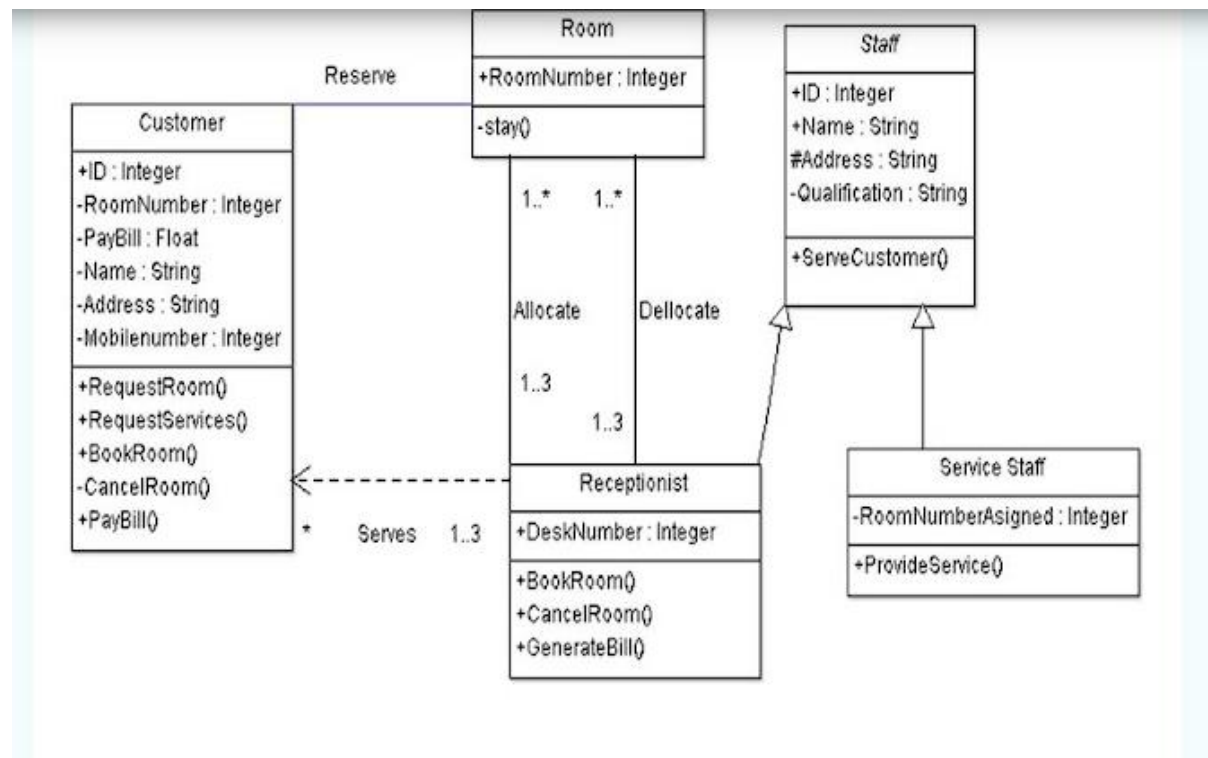 Room
+RoomNumber : Integer
-stay()
Staff
+ID : Integer
+Name : String
#Address : String
-Qualification : String
+ServeCustomer()
Reserve
Customer
+ID : Integer
-RoomNumber : Integer
-PayBill : Float
-Name : String
-Address : String
-Mobilenumber : Integer
+RequestRoom()
+RequestServices()
+BookRoom()
-CancelRoom()
+PayBill()
1..* 1..*
Allocate Dellocate
1..3
1..3
* Serves 1..3
Receptionist
+DeskNumber : Integer
+BookRoom()
+CancelRoom()
+GenerateBill()
Service Staff
-RoomNumberAsigned : Integer
+ProvideService()